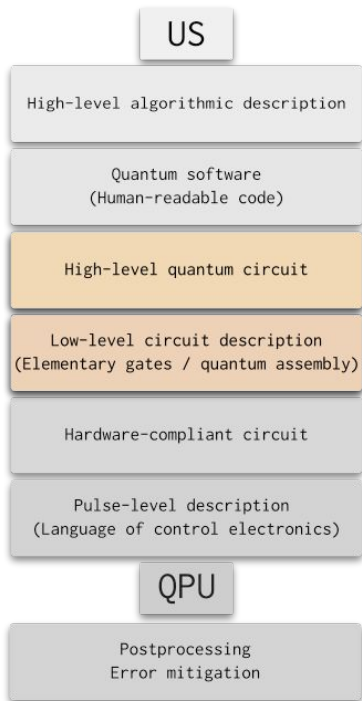 US
High-level algorithmic description
Quantum software
(Human-readable code)
High-level quantum circuit
Low-level circuit description
(Elementary gates / quantum assembly)
Hardware-compliant circuit
Pulse-level description
(Language of control electronics)
QPU
Postprocessing
Error mitigation